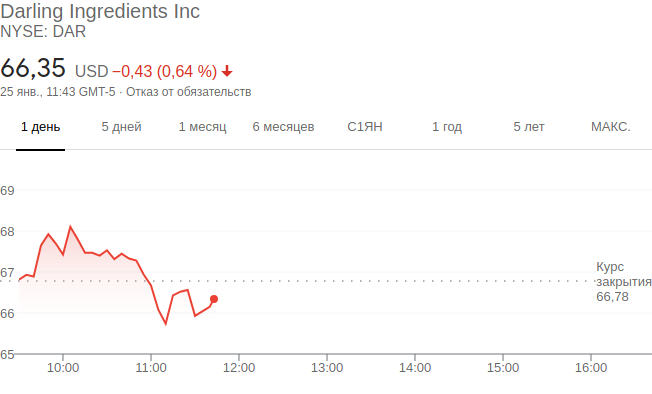 Darling Ingredients Inc
NYSE: DAR
66,35 USD −0,43 (0,64 %)
25 янв., 11:43 GMT-5 · Отказ от обязательств
1 день 5 дней 1 месяц 6 месяцев С1ЯН 1 год 5 лет МАКС.
69
68
67
66
65
Курс
закрытия
66,78
10:00 11:00 12:00 13:00 14:00 15:00 16:00